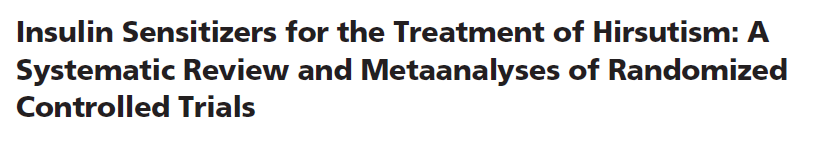 Insulin Sensitizers for the Treatment of Hirsutism: A
Systematic Review and Metaanalyses of Randomized
Controlled Trials